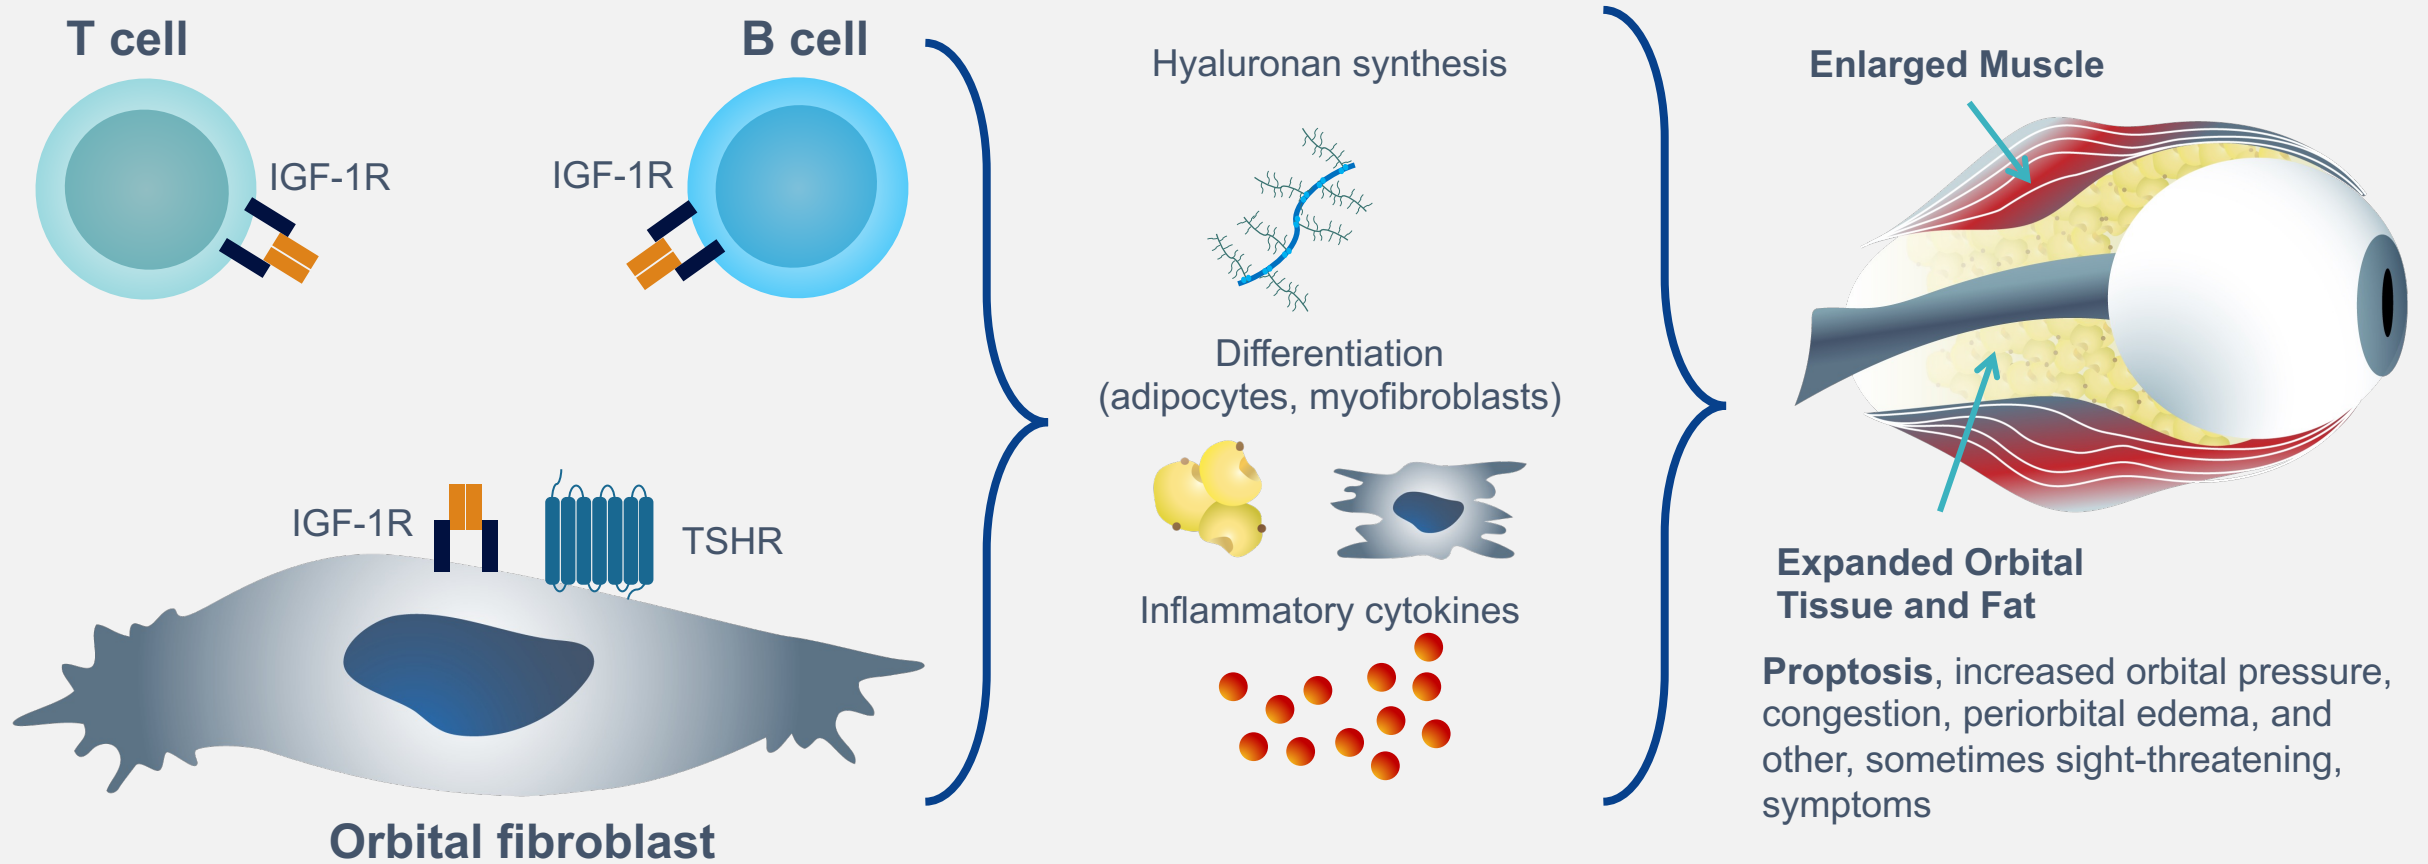 T cell
B cell
IGF-1R
IGF-1R
IGF-1R
TSHR
Orbital fibroblast
Hyaluronan synthesis
Differentiation
(adipocytes, myofibroblasts)
Inflammatory cytokines
Enlarged Muscle
Expanded Orbital
Tissue and Fat
Proptosis, increased orbital pressure,
congestion, periorbital edema, and
other, sometimes sight-threatening,
symptoms